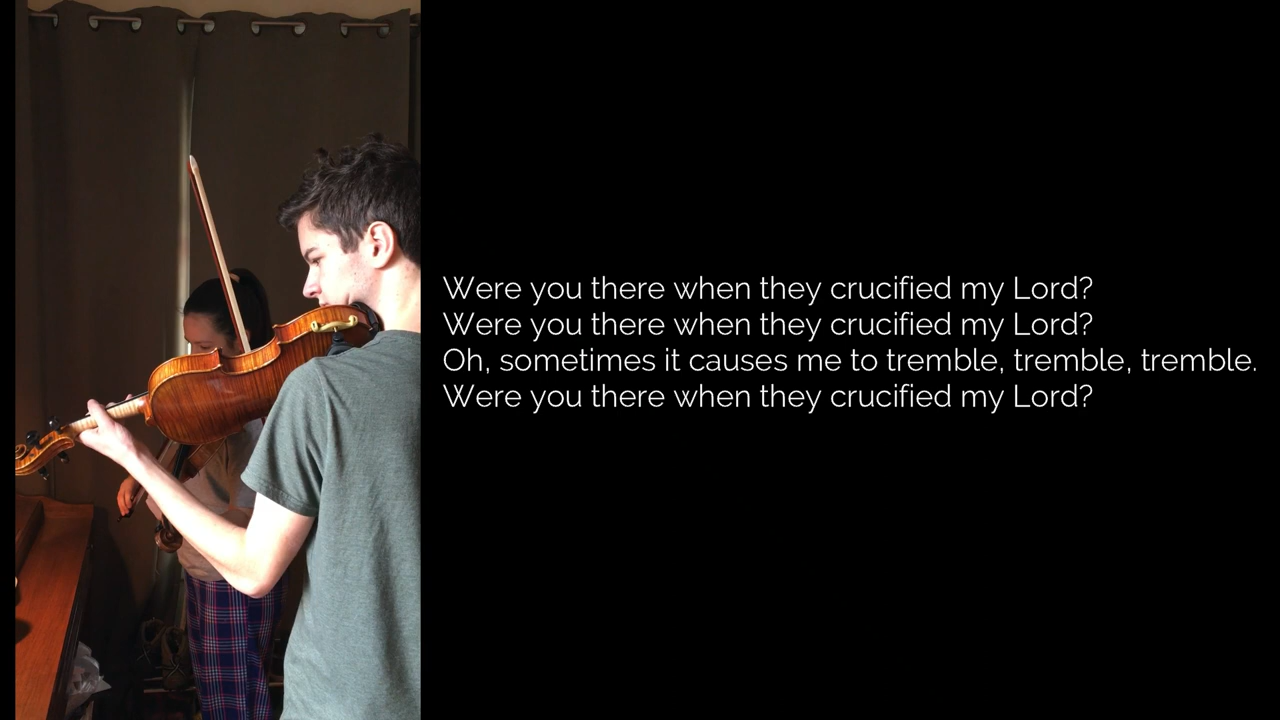 Were you there when they crucified my Lord?
Were you there when they crucified my Lord?
Oh, sometimes it causes me to tremble, tremble, tremble.
Were you there when they crucified my Lord?